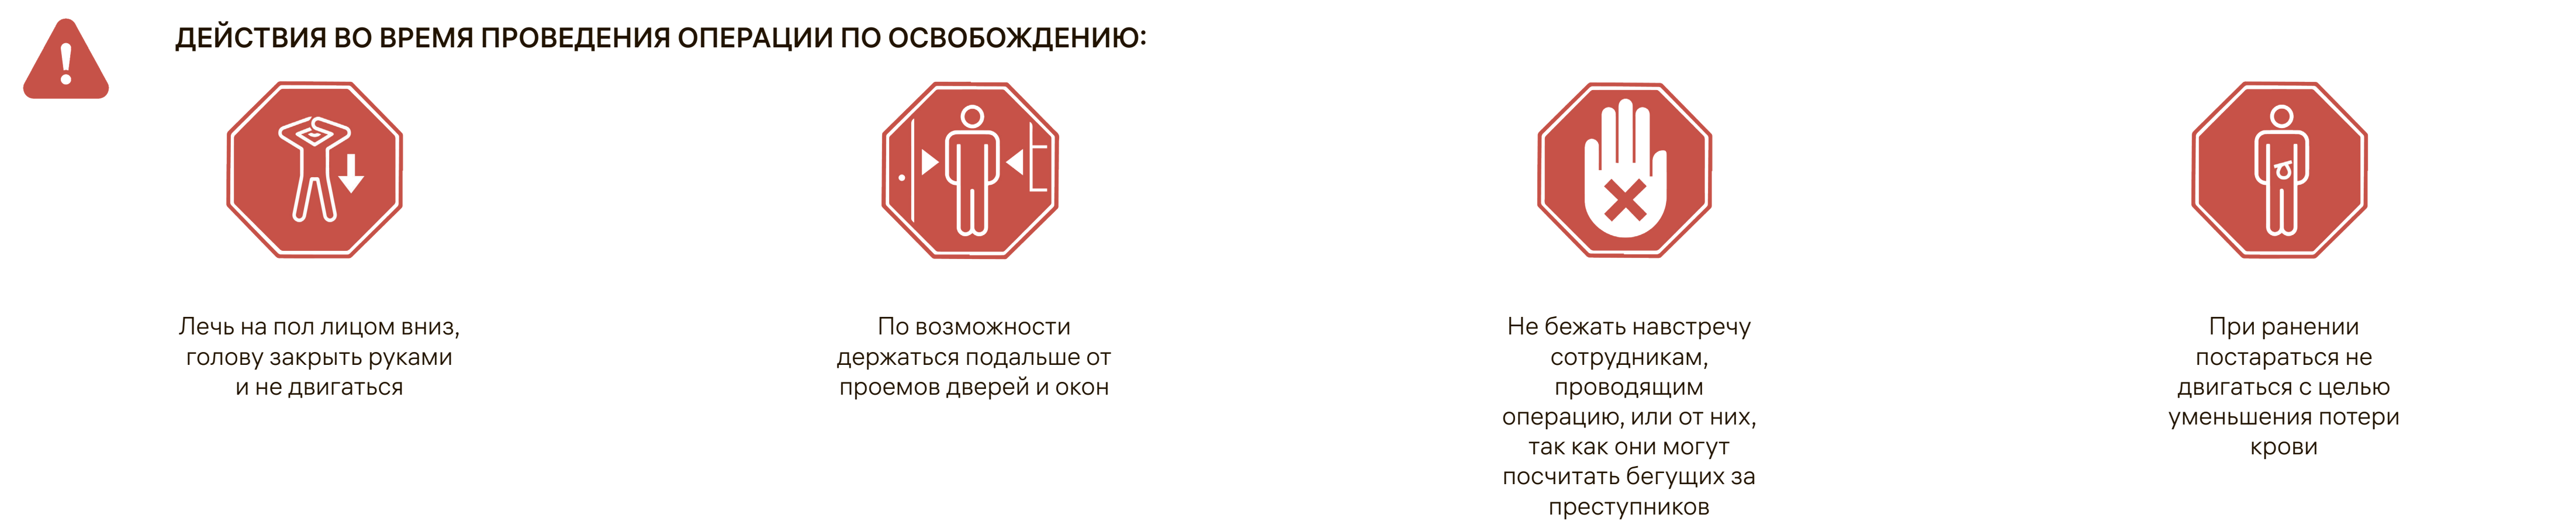 ДЕЙСТВИЯ ВО ВРЕМЯ ПРОВЕДЕНИЯ ОПЕРАЦИИ ПО ОСВОБОЖДЕНИЮ:
Лечь на пол лицом вниз,
голову закрыть руками
и не двигаться
По возможности
держаться подальше от
проемов дверей и окон
Не бежать навстречу
сотрудникам,
проводящим
операцию, или от них,
так как они могут
посчитать бегущих за
преступников
При ранении
постараться не
двигаться с целью
уменьшения потери
крови